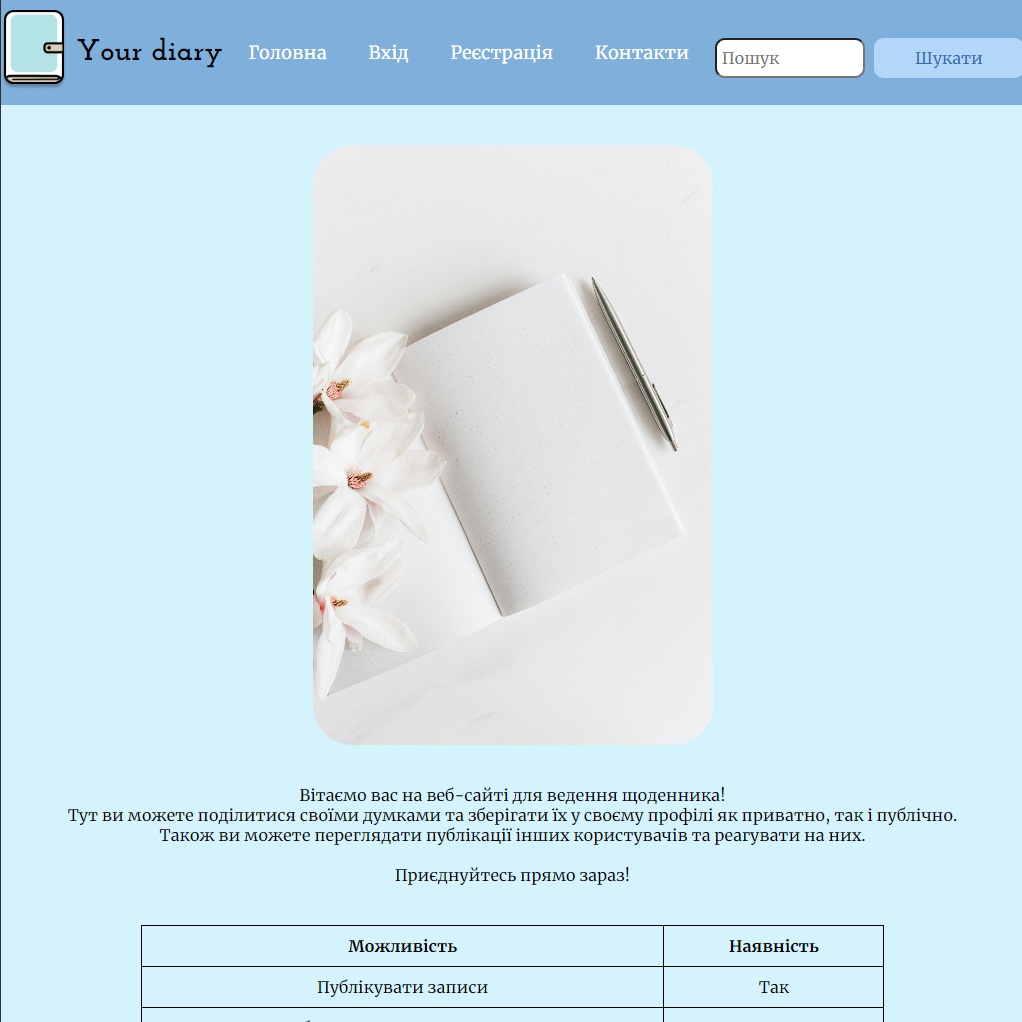 Your diary
Головна
Вхід
Реєстрація
Контакти
Пошук
Шукати
Вітаємо вас на веб-сайті для ведення щоденника!
Тут ви можете поділитися своїми думками та зберігати їх у своєму профілі як приватно, так і публічно.
Також ви можете переглядати публікації інших користувачів та реагувати на них.
Приєднуйтесь прямо зараз!
Можливість Наявність
Публікувати записи Так